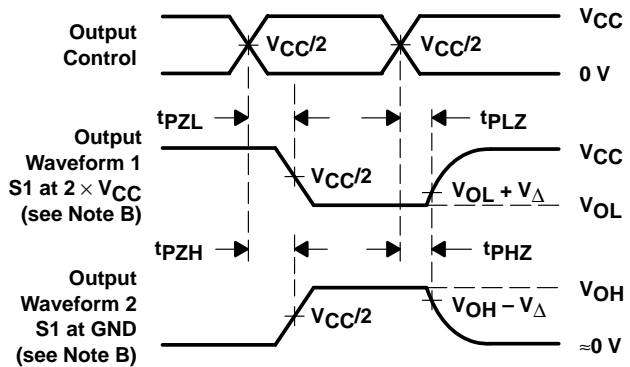 Output
Control
VCC/2
VCC/2
VCC
0 V
tPZL
tPLZ
Output
Waveform 1
S1 at 2 × VCC
(see Note B)
VCC/2
VOL + VΔ
VCC
VOL
tPZH
tPHZ
Output
Waveform 2
S1 at GND
(see Note B)
VCC/2
VOH − VΔ
VOH
≈0 V